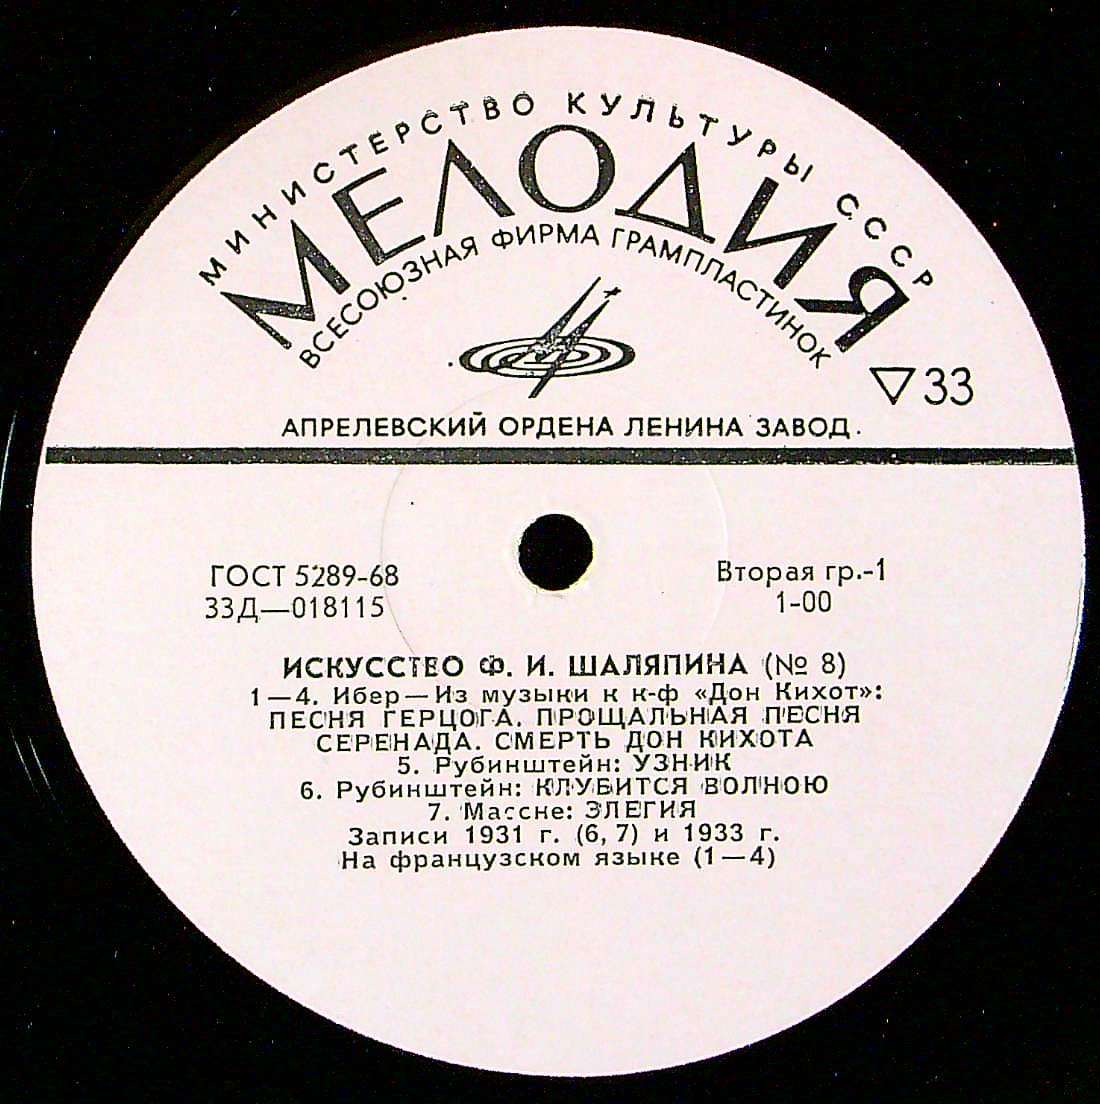 МИНИСТЕРСТВО КУЛЬТУРЫ СССР
МЕЛОДИЯ
ВСЕСОЮЗНАЯ ФИРМА ГРАМПЛАСТИНОК
▽33
АПРЕЛЕВСКИЙ ОРДЕНА ЛЕНИНА ЗАВОД.
ГОСТ 5289-68
33Д—018115
Вторая гр.-1
1-00
ИСКУССТВО Ф. И. ШАЛЯПИНА (№ 8)
1—4. Ибер—Из музыки к к-ф «Дон Кихот»:
ПЕСНЯ ГЕРЦОГА. ПРОЩАЛЬНАЯ ПЕСНЯ
СЕРЕНАДА. СМЕРТЬ ДОН КИХОТА
5. Рубинштейн: УЗНИК
6. Рубинштейн: КЛУБИТСЯ ВОЛНОЮ
7. Масснe: ЭЛЕГИЯ
Записи 1931 г. (6, 7) и 1933 г.
На французском языке (1—4)